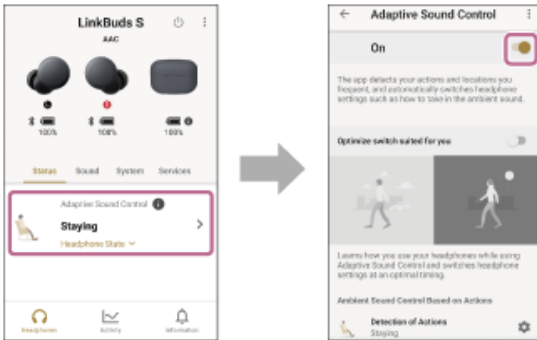 LinkBuds S
AAC
L
R
100%
100%
100%
Status Sound System Services
Adaptive Sound Control
Staying
Headphone State
Headphones Activity Information
Adaptive Sound Control
On
The app detects your actions and locations you
frequent, and automatically switches headphone
settings such as how to take in the ambient sound.
Optimize switch suited for you
Learns how you use your headphones while using
Adaptive Sound Control and switches headphone
settings at an optimal timing.
Ambient Sound Control Based on Actions
Detection of Actions
Staying